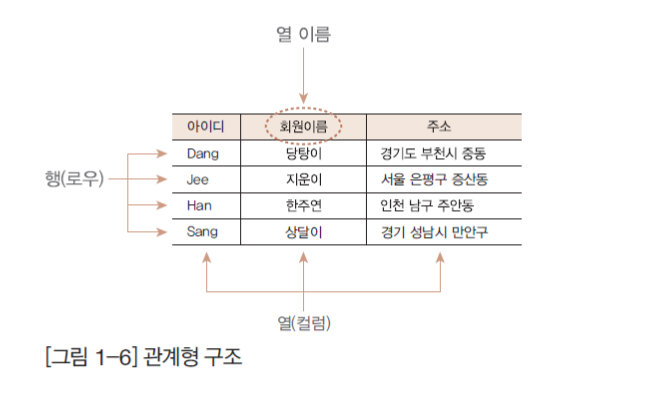 열 이름
아이디 회원이름 주소
Dang 당탕이 경기도 부천시 중동
행(로우)
Jee 지운이 서울 은평구 증산동
Han 한주연 인천 남구 주안동
Sang 상달이 경기 성남시 만안구
열(컬럼)
[그림 1-6] 관계형 구조